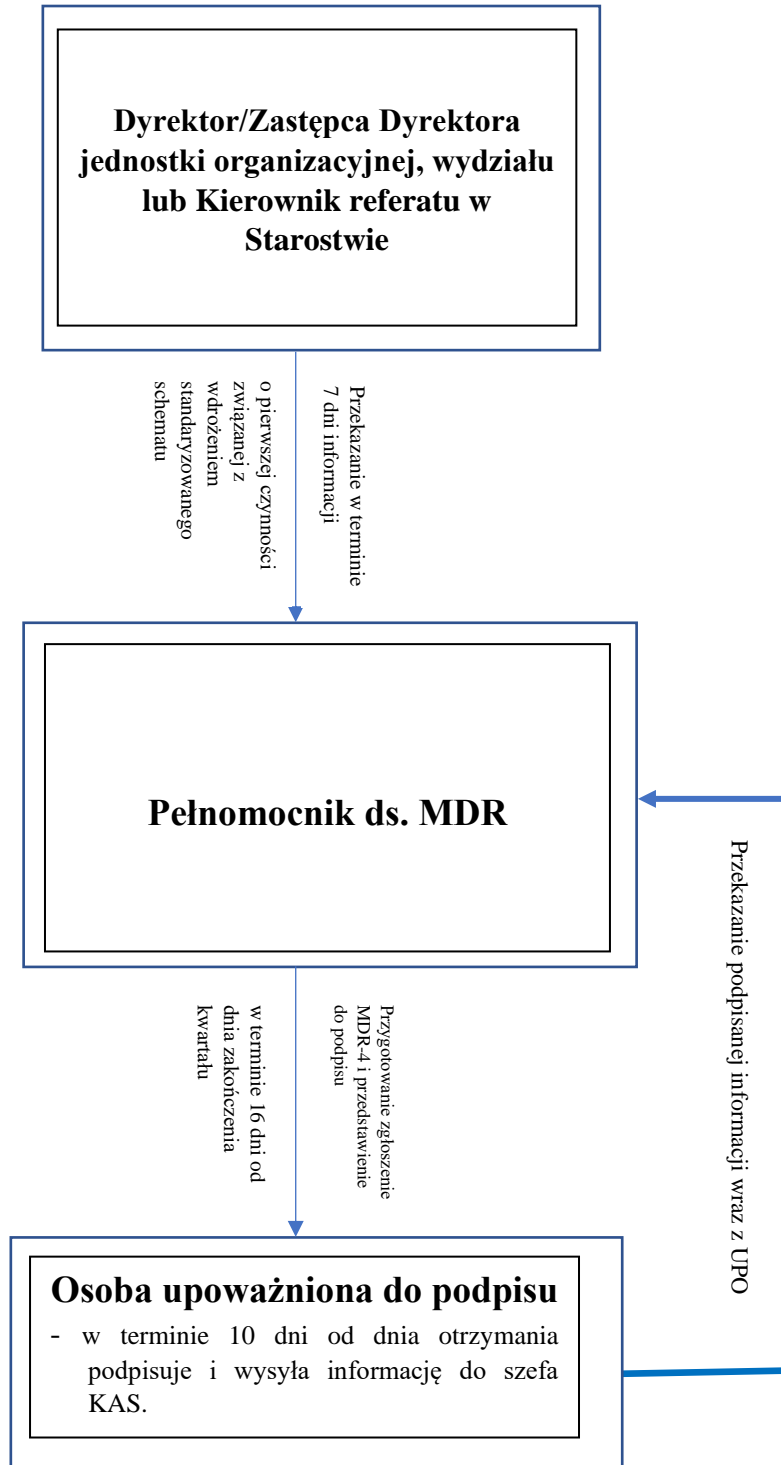 Dyrektor/Zastępca Dyrektora
jednostki organizacyjnej, wydziału
lub Kierownik referatu w
Starostwie
Przekazanie w terminie
7 dni informacji
o pierwszej czynności
związanej z
wdrożeniem
standaryzowanego
schematu
Pełnomocnik ds. MDR
Przekazanie podpisanej informacji wraz z UPO
Przygotowanie zgłoszenie
MDR-4 i przedstawienie
do podpisu
w terminie 16 dni od
dnia zakończenia
kwartału
Osoba upoważniona do podpisu
- w terminie 10 dni od dnia otrzymania
podpisuje i wysyła informację do szefa
KAS.